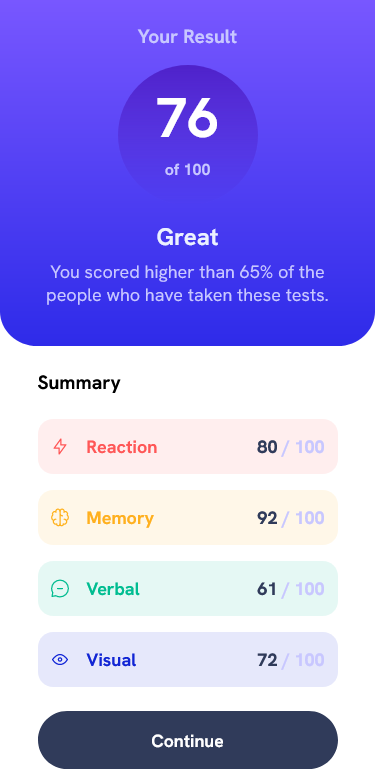 Your Result
76
of 100
Great
You scored higher than 65% of the
people who have taken these tests.
Summary
Reaction 80 / 100
Memory 92 / 100
Verbal 61 / 100
Visual 72 / 100
Continue